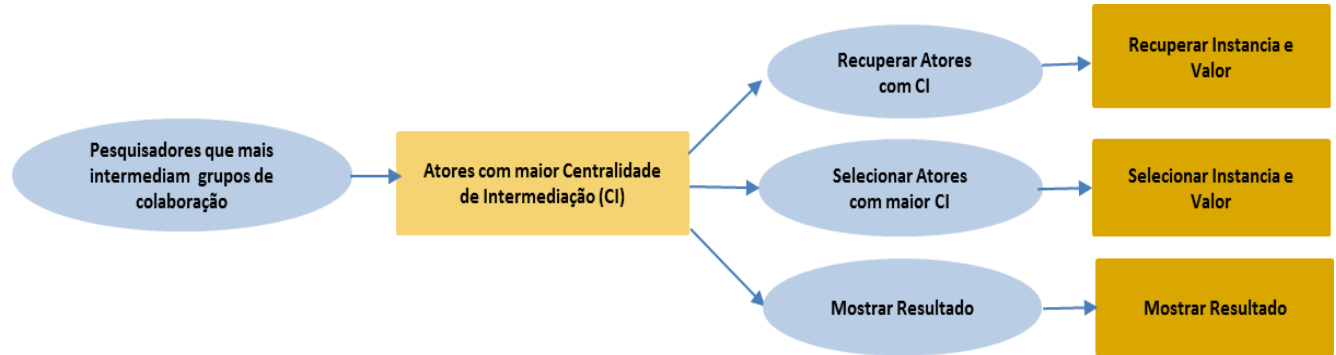 Pesquisadores que mais
intermediam grupos de
colaboração
Atores com maior Centralidade
de Intermediação (CI)
Recuperar Atores
com CI
Recuperar Instancia e
Valor
Selecionar Atores
com maior CI
Selecionar Instancia e
Valor
Mostrar Resultado
Mostrar Resultado